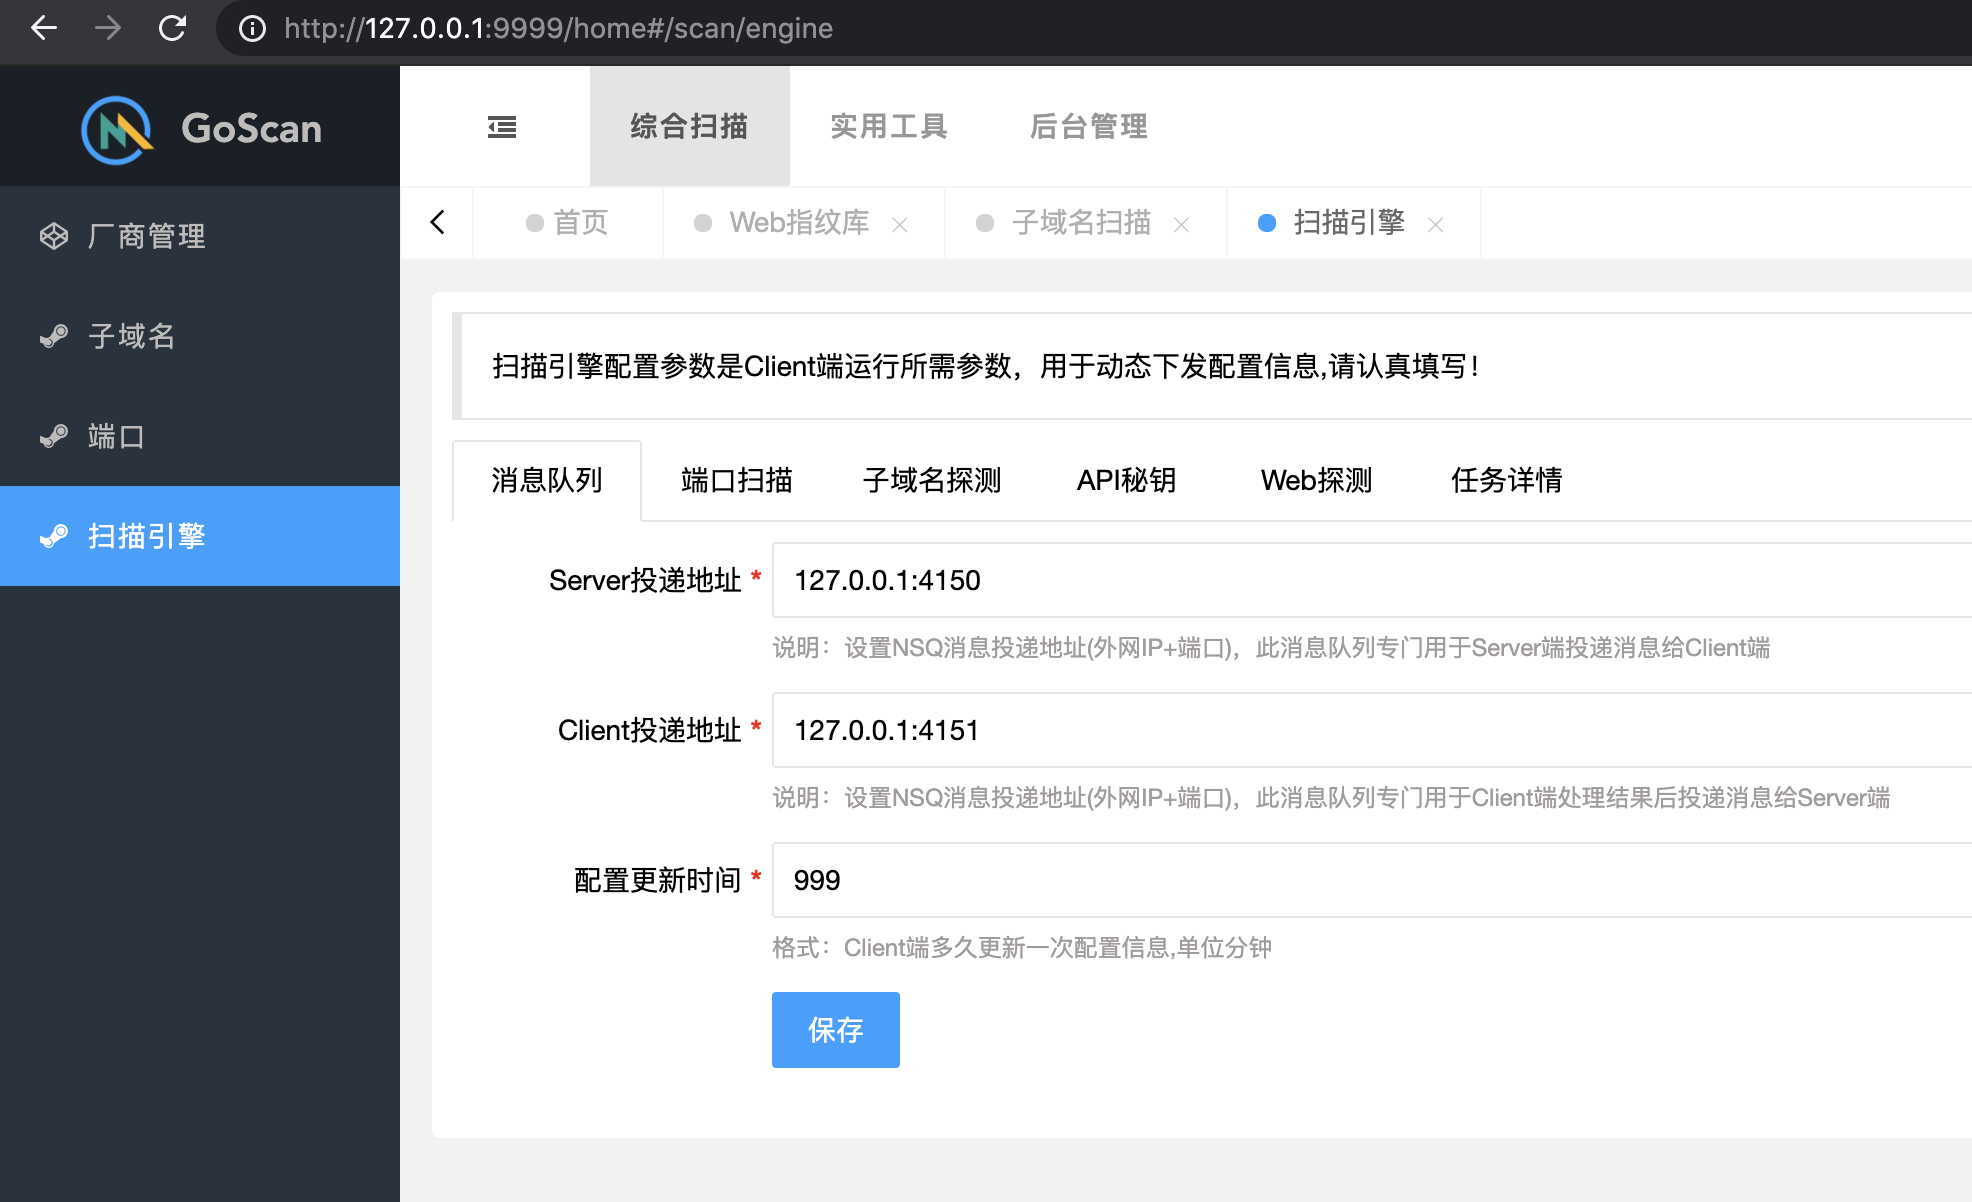 http://127.0.0.1:9999/home#/scan/engine
GoScan
综合扫描 实用工具 后台管理
首页 Web指纹库 子域名扫描 扫描引擎
厂商管理
子域名
端口
扫描引擎
扫描引擎配置参数是Client端运行所需参数，用于动态下发配置信息,请认真填写！
消息队列 端口扫描 子域名探测 API秘钥 Web探测 任务详情
Server投递地址 * 127.0.0.1:4150
说明：设置NSQ消息投递地址(外网IP+端口)，此消息队列专门用于Server端投递消息给Client端
Client投递地址 * 127.0.0.1:4151
说明：设置NSQ消息投递地址(外网IP+端口)，此消息队列专门用于Client端处理结果后投递消息给Server端
配置更新时间 * 999
格式：Client端多久更新一次配置信息,单位分钟
保存